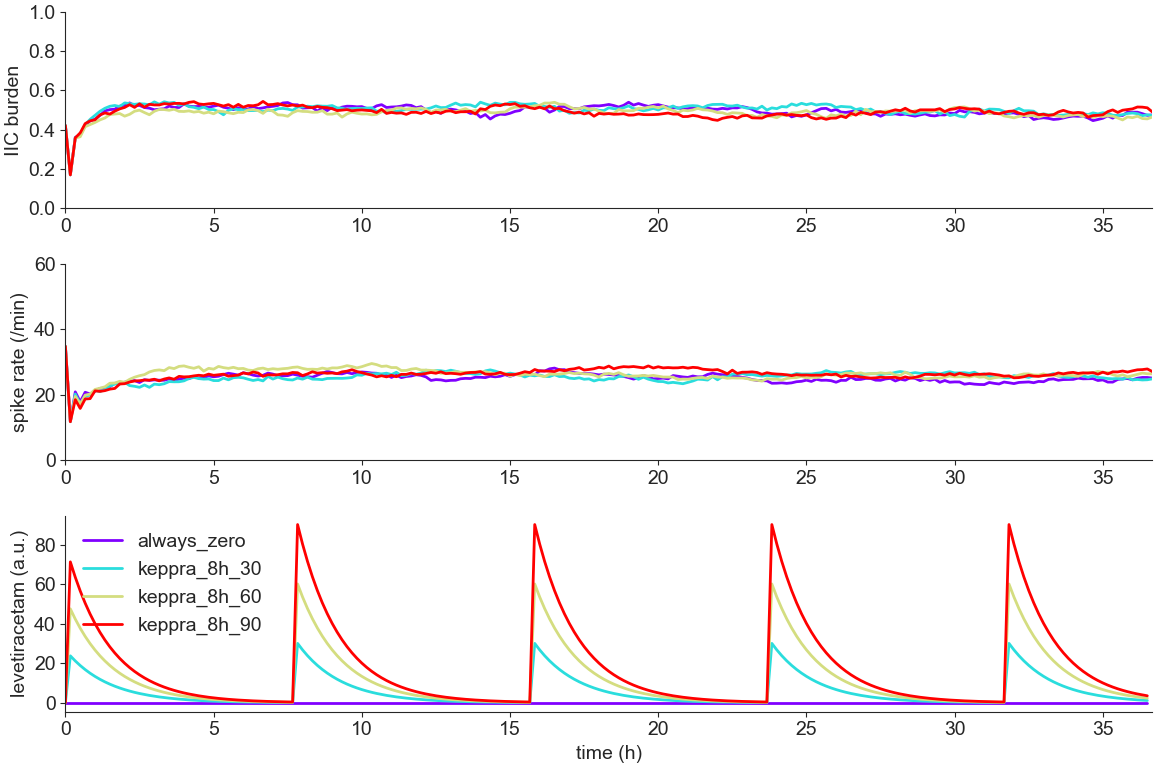 IIC burden
1.0
0.8
0.6
0.4
0.2
0.0
0 5 10 15 20 25 30 35
spike rate (/min)
60
40
20
0
0 5 10 15 20 25 30 35
levetiracetam (a.u.)
80
60
40
20
0
always_zero
keppra_8h_30
keppra_8h_60
keppra_8h_90
0 5 10 15 20 25 30 35
time (h)